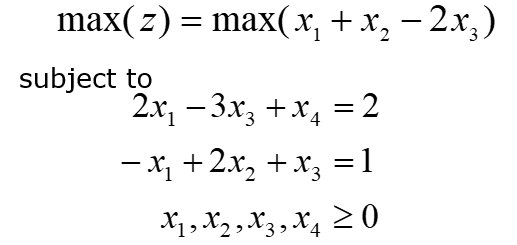 max(z) = max(x₁ + x₂ − 2x₃)
subject to
2x₁ − 3x₃ + x₄ = 2
− x₁ + 2x₂ + x₃ = 1
x₁, x₂, x₃, x₄ ≥ 0